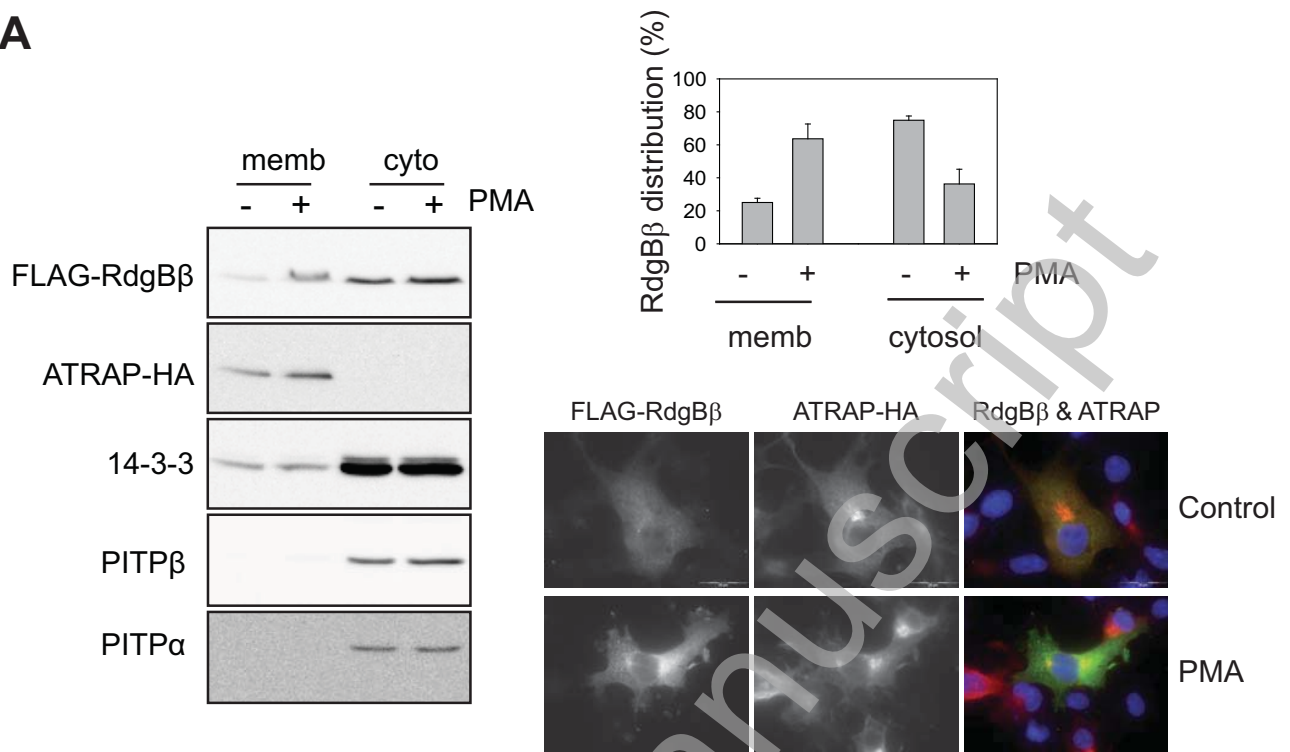 A
memb cyto
- + - + PMA
FLAG-RdgBβ
ATRAP-HA
14-3-3
PITPβ
PITPα
RdgBβ distribution (%)
100
80
60
40
20
0
- + - + PMA
memb cytosol
FLAG-RdgBβ ATRAP-HA RdgBβ & ATRAP
Control
PMA
anuscript